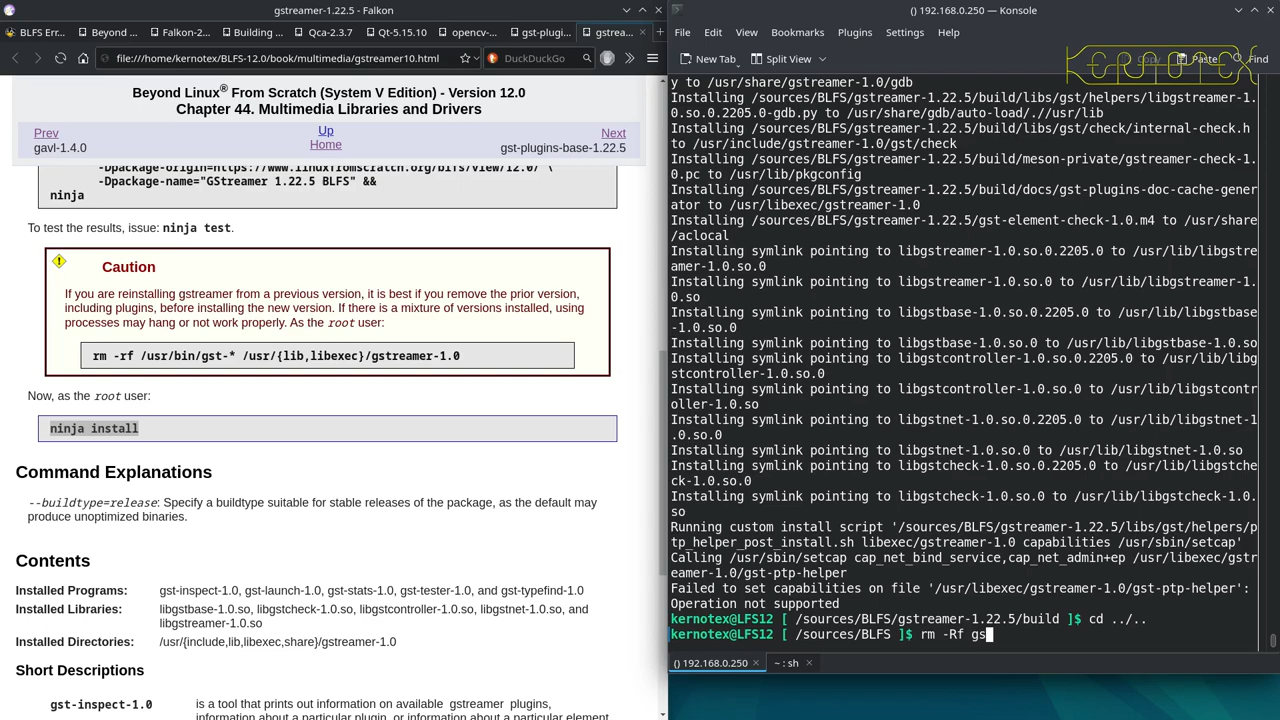 gstreamer-1.22.5 - Falkon
BLFS Err...
Beyond ...
Falkon-2...
Building ...
Qca-2.3.7
Qt-5.15.10
opencv-...
gst-plugi...
gstrea...
file:///home/kernotex/BLFS-12.0/book/multimedia/gstreamer10.html
DuckDuckGo
Beyond Linux® From Scratch (System V Edition) - Version 12.0
Chapter 44. Multimedia Libraries and Drivers
Prev
Up
Next
gavl-1.4.0
Home
gst-plugins-base-1.22.5
-Dpackage-origin=https://www.linuxfromscratch.org/blfs/view/12.0/ \
-Dpackage-name="GStreamer 1.22.5 BLFS" &&
ninja
To test the results, issue: ninja test.
Caution
If you are reinstalling gstreamer from a previous version, it is best if you remove the prior version,
including plugins, before installing the new version. If there is a mixture of versions installed, using
processes may hang or not work properly. As the root user:
rm -rf /usr/bin/gst-* /usr/{lib,libexec}/gstreamer-1.0
Now, as the root user:
ninja install
Command Explanations
--buildtype=release: Specify a buildtype suitable for stable releases of the package, as the default may
produce unoptimized binaries.
Contents
Installed Programs: gst-inspect-1.0, gst-launch-1.0, gst-stats-1.0, gst-tester-1.0, and gst-typefind-1.0
Installed Libraries: libgstbase-1.0.so, libgstcheck-1.0.so, libgstcontroller-1.0.so, libgstnet-1.0.so, and
libgstreamer-1.0.so
Installed Directories: /usr/{include,lib,libexec,share}/gstreamer-1.0
Short Descriptions
gst-inspect-1.0 is a tool that prints out information on available gstreamer plugins,
information about a particular plugin, or information about a particular element
() 192.168.0.250 — Konsole
File Edit View Bookmarks Plugins Settings Help
New Tab Split View Copy Paste Find
KERNOTEX
y to /usr/share/gstreamer-1.0/gdb
Installing /sources/BLFS/gstreamer-1.22.5/build/libs/gst/helpers/libgstreamer-1.
0.so.0.2205.0-gdb.py to /usr/share/gdb/auto-load/.//usr/lib
Installing /sources/BLFS/gstreamer-1.22.5/build/libs/gst/check/internal-check.h
to /usr/include/gstreamer-1.0/gst/check
Installing /sources/BLFS/gstreamer-1.22.5/build/meson-private/gstreamer-check-1.
0.pc to /usr/lib/pkgconfig
Installing /sources/BLFS/gstreamer-1.22.5/build/docs/gst-plugins-doc-cache-gener
ator to /usr/libexec/gstreamer-1.0
Installing /sources/BLFS/gstreamer-1.22.5/gst-element-check-1.0.m4 to /usr/share
/aclocal
Installing symlink pointing to libgstreamer-1.0.so.0.2205.0 to /usr/lib/libgstre
amer-1.0.so.0
Installing symlink pointing to libgstreamer-1.0.so.0 to /usr/lib/libgstreamer-1.
0.so
Installing symlink pointing to libgstbase-1.0.so.0.2205.0 to /usr/lib/libgstbase
-1.0.so.0
Installing symlink pointing to libgstbase-1.0.so.0 to /usr/lib/libgstbase-1.0.so
Installing symlink pointing to libgstcontroller-1.0.so.0.2205.0 to /usr/lib/libg
stcontroller-1.0.so.0
Installing symlink pointing to libgstcontroller-1.0.so.0 to /usr/lib/libgstcontr
oller-1.0.so
Installing symlink pointing to libgstnet-1.0.so.0.2205.0 to /usr/lib/libgstnet-1
.0.so.0
Installing symlink pointing to libgstnet-1.0.so.0 to /usr/lib/libgstnet-1.0.so
Installing symlink pointing to libgstcheck-1.0.so.0.2205.0 to /usr/lib/libgstche
ck-1.0.so.0
Installing symlink pointing to libgstcheck-1.0.so.0 to /usr/lib/libgstcheck-1.0.
so
Running custom install script '/sources/BLFS/gstreamer-1.22.5/libs/gst/helpers/p
tp_helper_post_install.sh libexec/gstreamer-1.0 capabilities /usr/sbin/setcap'
Calling /usr/sbin/setcap cap_net_bind_service,cap_net_admin+ep /usr/libexec/gstr
eamer-1.0/gst-ptp-helper
Failed to set capabilities on file '/usr/libexec/gstreamer-1.0/gst-ptp-helper':
Operation not supported
kernotex@LFS12 [ /sources/BLFS/gstreamer-1.22.5/build ]$ cd ../..
kernotex@LFS12 [ /sources/BLFS ]$ rm -Rf gs
() 192.168.0.250
~ : sh